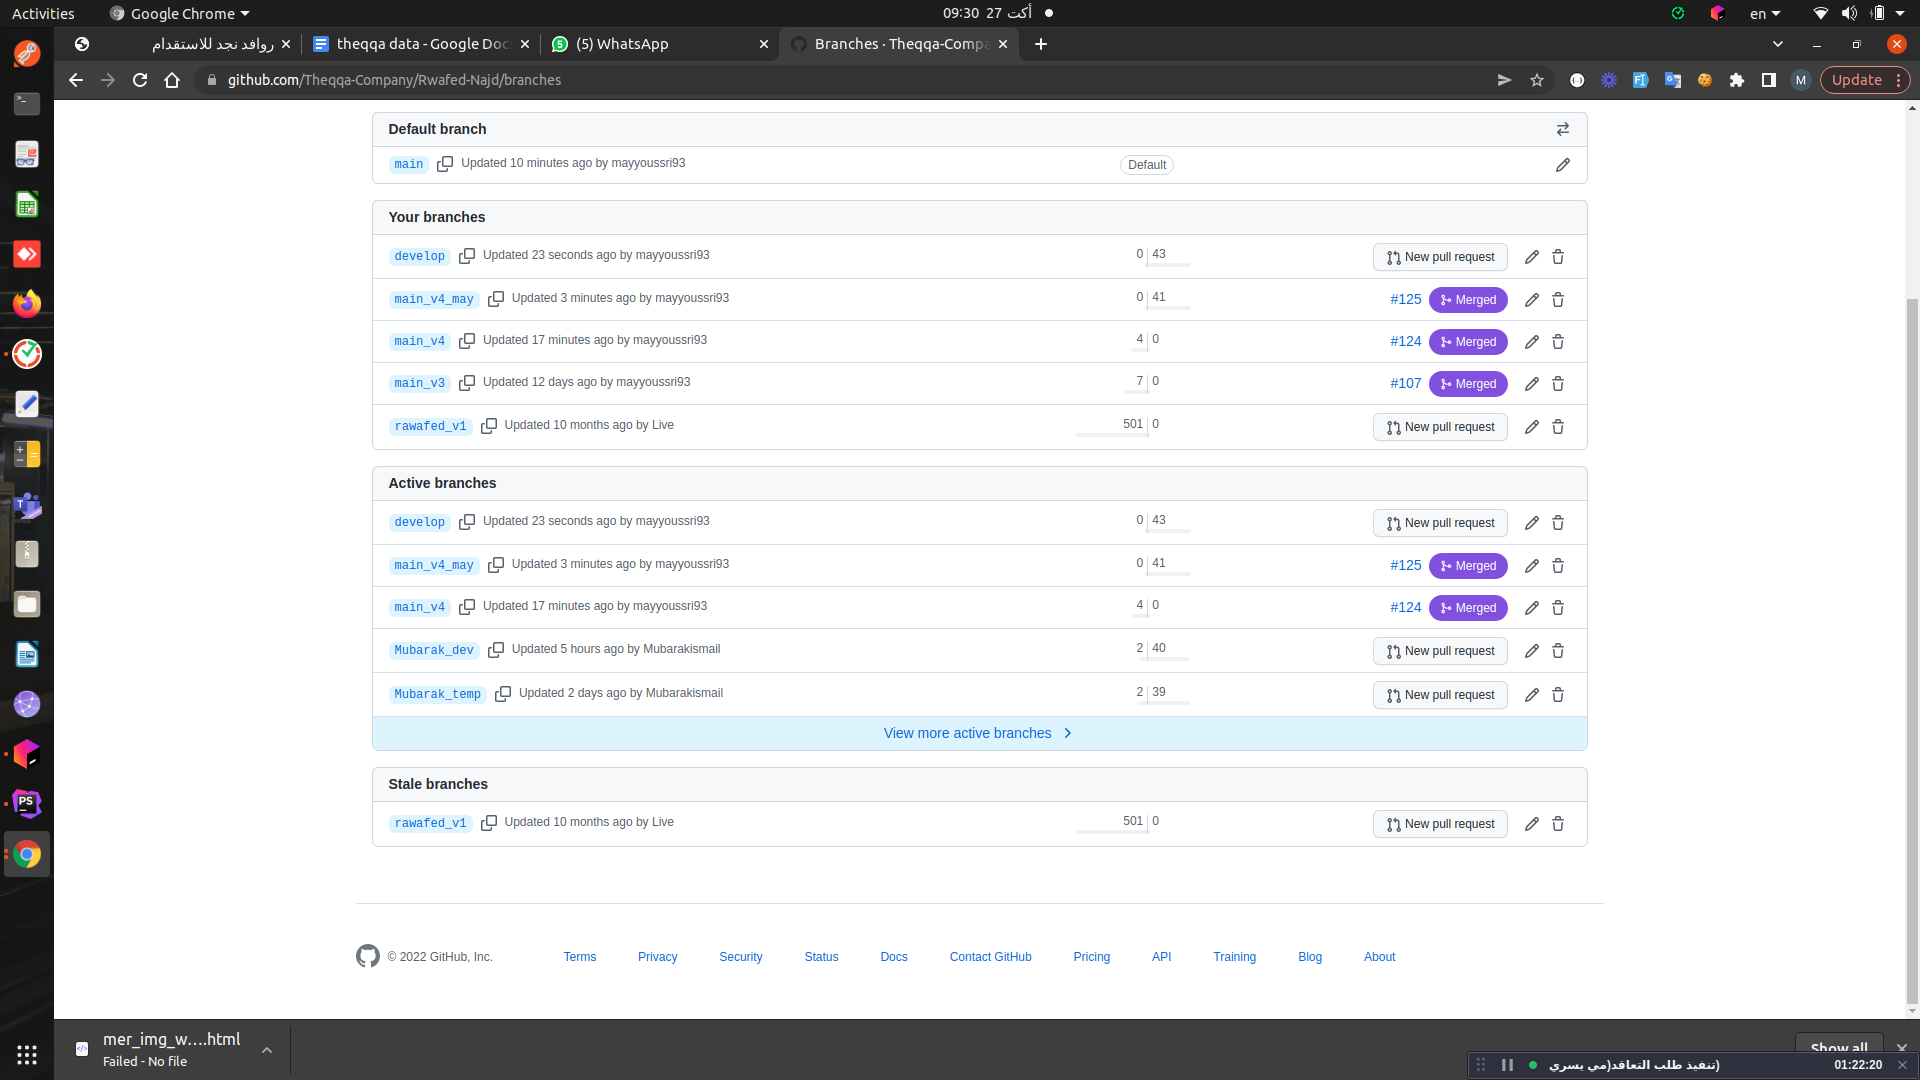 Activities
Google Chrome
09:30 27 أكت
en
روافد نجد للاستقدام
theqqa data - Google Docs
(5) WhatsApp
Branches · Theqqa-Compa
github.com/Theqqa-Company/Rwafed-Najd/branches
M
Update
Default branch
main Updated 10 minutes ago by mayyoussri93 Default
Your branches
develop Updated 23 seconds ago by mayyoussri93 0 43 New pull request
main_v4_may Updated 3 minutes ago by mayyoussri93 0 41 #125 Merged
main_v4 Updated 17 minutes ago by mayyoussri93 4 0 #124 Merged
main_v3 Updated 12 days ago by mayyoussri93 7 0 #107 Merged
rawafed_v1 Updated 10 months ago by Live 501 0 New pull request
Active branches
develop Updated 23 seconds ago by mayyoussri93 0 43 New pull request
main_v4_may Updated 3 minutes ago by mayyoussri93 0 41 #125 Merged
main_v4 Updated 17 minutes ago by mayyoussri93 4 0 #124 Merged
Mubarak_dev Updated 5 hours ago by Mubarakismail 2 40 New pull request
Mubarak_temp Updated 2 days ago by Mubarakismail 2 39 New pull request
View more active branches
Stale branches
rawafed_v1 Updated 10 months ago by Live 501 0 New pull request
© 2022 GitHub, Inc. Terms Privacy Security Status Docs Contact GitHub Pricing API Training Blog About
mer_img_w....html
Failed - No file
Show all
(تنفيذ طلب التعاقد(مي يسري
01:22:20